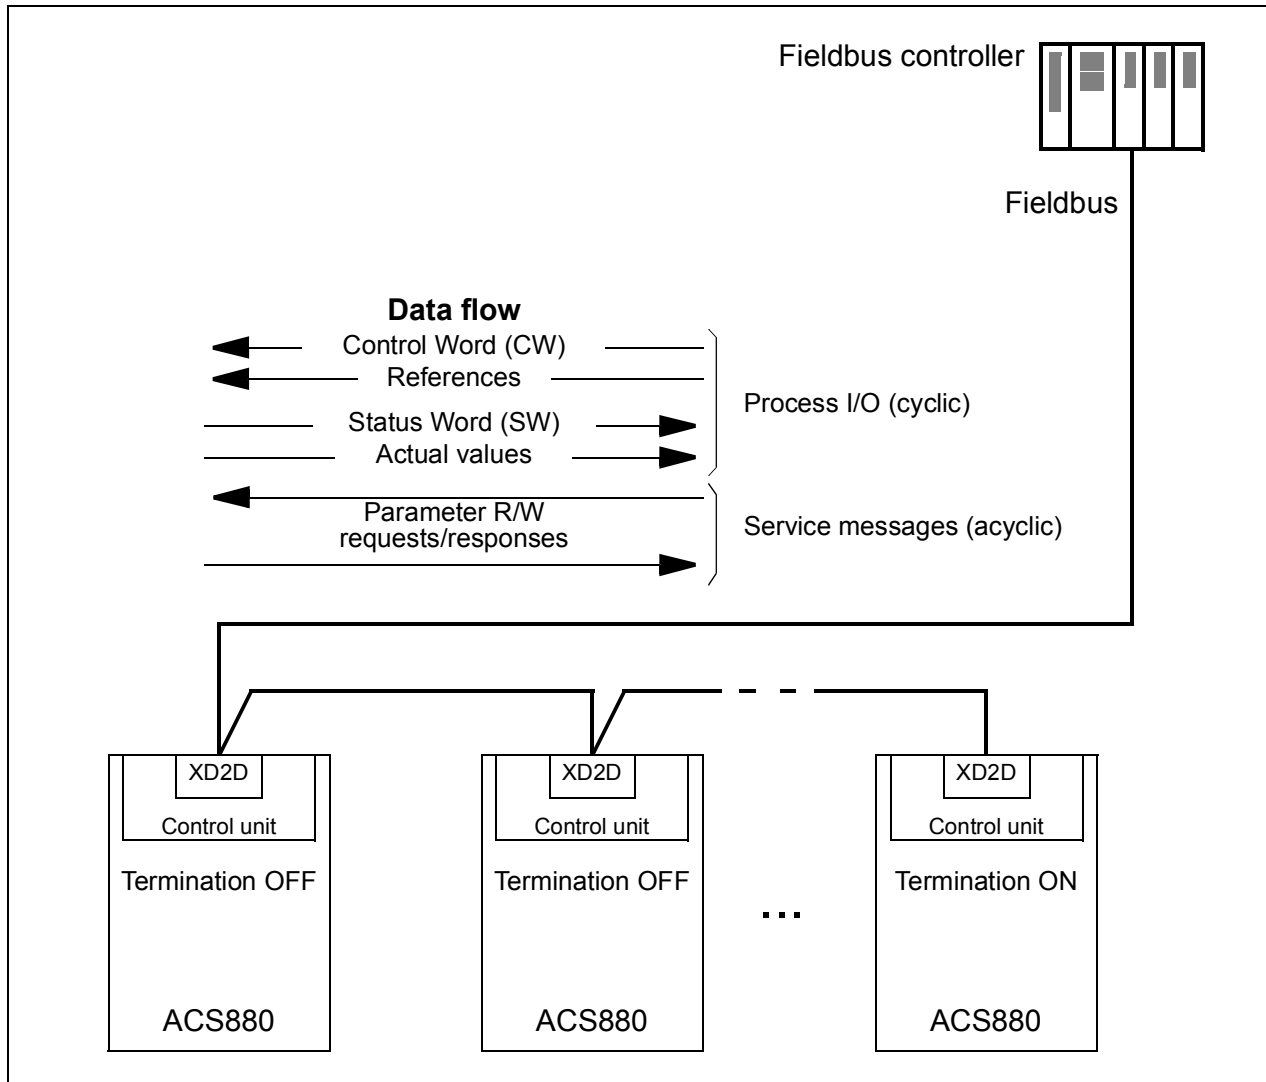 Fieldbus controller
Fieldbus
Data flow
Control Word (CW)
References
Status Word (SW)
Actual values
Process I/O (cyclic)
Parameter R/W
requests/responses
Service messages (acyclic)
XD2D
Control unit
Termination OFF
ACS880
XD2D
Control unit
Termination OFF
ACS880
...
XD2D
Control unit
Termination ON
ACS880